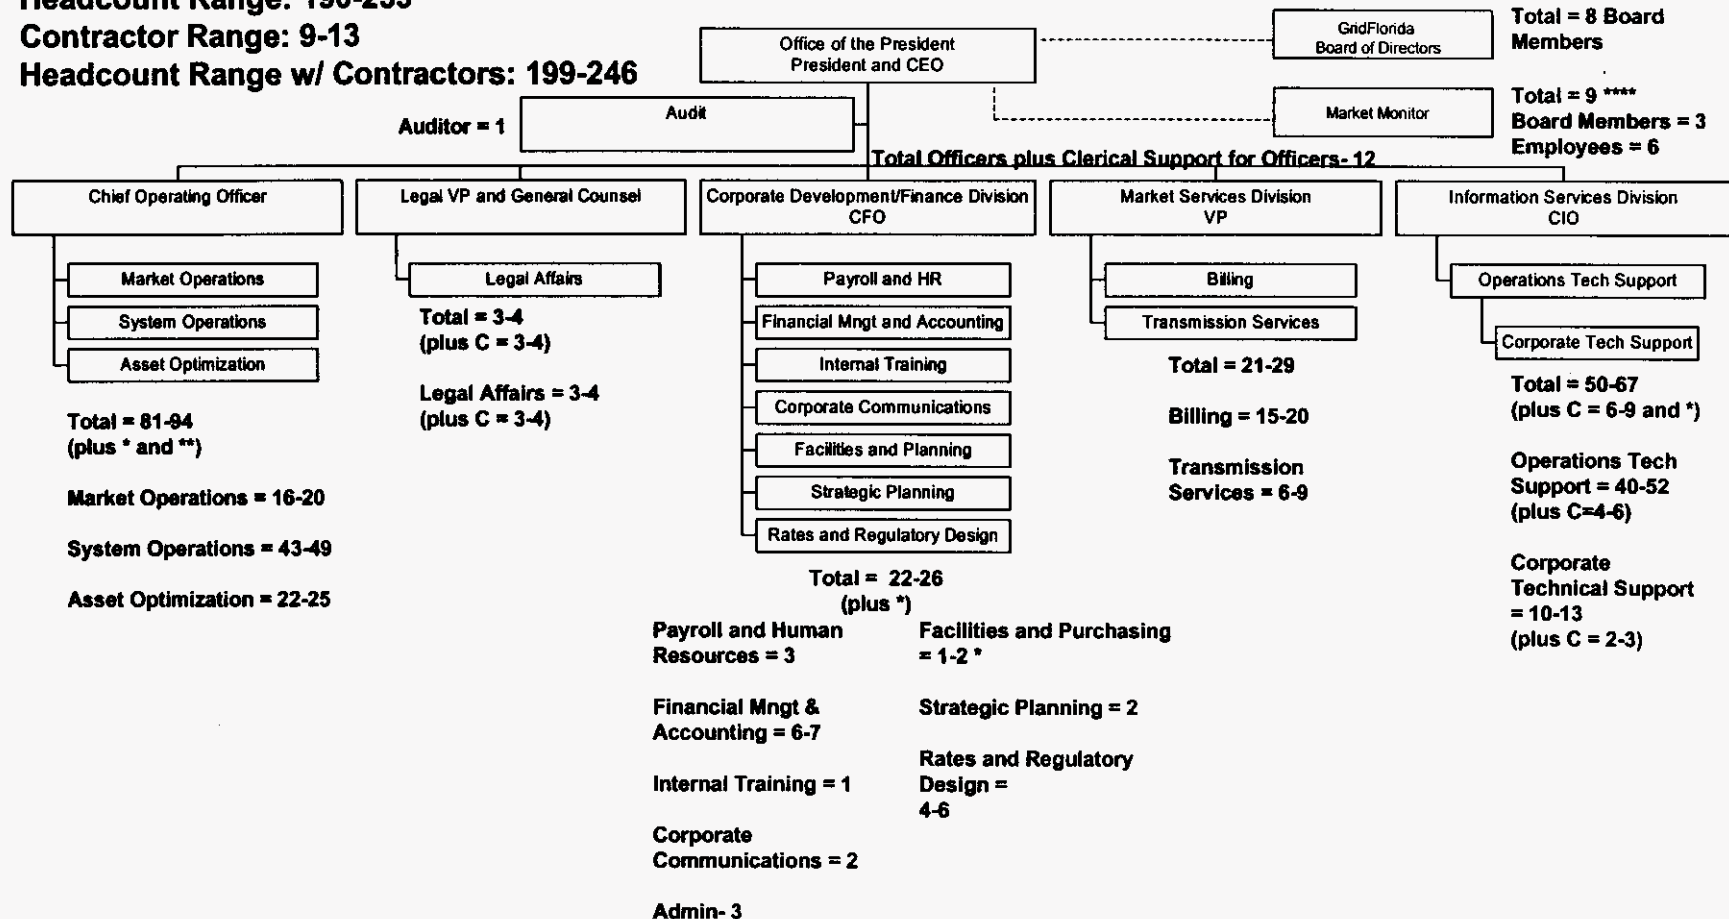 Headcount Range: 190-233
Contractor Range: 9-13
Headcount Range w/ Contractors: 199-246
Office of the President
President and CEO
GridFlorida
Board of Directors
Total = 8 Board
Members
Audit
Auditor = 1
Market Monitor
Total = 9 ****
Board Members = 3
Employees = 6
Total Officers plus Clerical Support for Officers- 12
Chief Operating Officer
Market Operations
System Operations
Asset Optimization
Total = 81-94
(plus * and **)
Market Operations = 16-20
System Operations = 43-49
Asset Optimization = 22-25
Legal VP and General Counsel
Legal Affairs
Total = 3-4
(plus C = 3-4)
Legal Affairs = 3-4
(plus C = 3-4)
Corporate Development/Finance Division
CFO
Payroll and HR
Financial Mngt and Accounting
Internal Training
Corporate Communications
Facilities and Planning
Strategic Planning
Rates and Regulatory Design
Total = 22-26
(plus *)
Payroll and Human
Resources = 3
Financial Mngt &
Accounting = 6-7
Internal Training = 1
Corporate
Communications = 2
Admin- 3
Facilities and Purchasing
= 1-2 *
Strategic Planning = 2
Rates and Regulatory
Design =
4-6
Market Services Division
VP
Billing
Transmission Services
Total = 21-29
Billing = 15-20
Transmission
Services = 6-9
Information Services Division
CIO
Operations Tech Support
Corporate Tech Support
Total = 50-67
(plus C = 6-9 and *)
Operations Tech
Support = 40-52
(plus C=4-6)
Corporate
Technical Support
= 10-13
(plus C = 2-3)